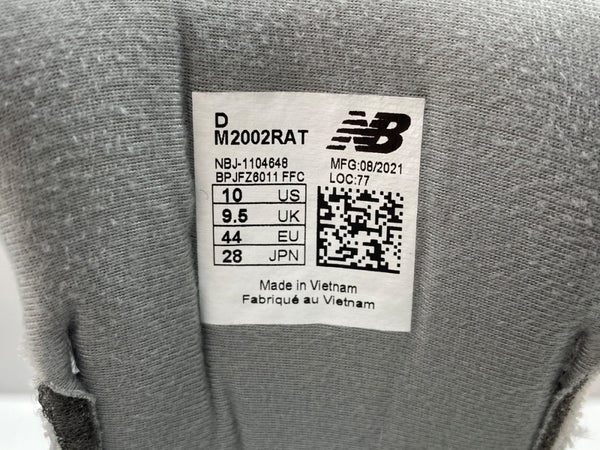 D
M2002RAT
NB
NBJ-1104648
BPJFZ6011 FFC
MFG:08/2021
LOC:77
10 US
9.5 UK
44 EU
28 JPN
Made in Vietnam
Fabriqué au Vietnam